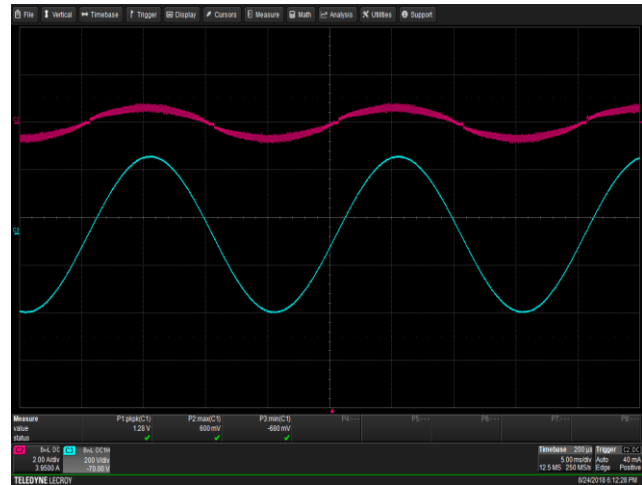 File Vertical Timebase Trigger Display Cursors Measure Math Analysis Utilities Support
Measure P1:pkpk(C1) P2:max(C1) P3:min(C1) P4:--- P5:--- P6:--- P7:--- P8:---
value 1.28 V 600 mV -680 mV
status
C2 BwL DC C3 BwL DC1M Timebase 200 µs Trigger C2 DC
2.00 A/div 200 V/div 5.00 ms/div Auto 40 mA
3.9500 A -70.00 V 12.5 MS 250 MS/s Edge Positive
TELEDYNE LECROY 6/24/2018 6:12:28 PM